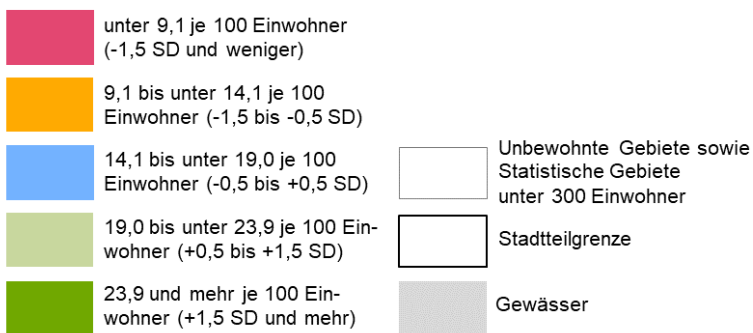 unter 9,1 je 100 Einwohner
(-1,5 SD und weniger)
9,1 bis unter 14,1 je 100
Einwohner (-1,5 bis -0,5 SD)
14,1 bis unter 19,0 je 100
Einwohner (-0,5 bis +0,5 SD)
19,0 bis unter 23,9 je 100 Ein-
wohner (+0,5 bis +1,5 SD)
23,9 und mehr je 100 Ein-
wohner (+1,5 SD und mehr)
Unbewohnte Gebiete sowie
Statistische Gebiete
unter 300 Einwohner
Stadtteilgrenze
Gewässer